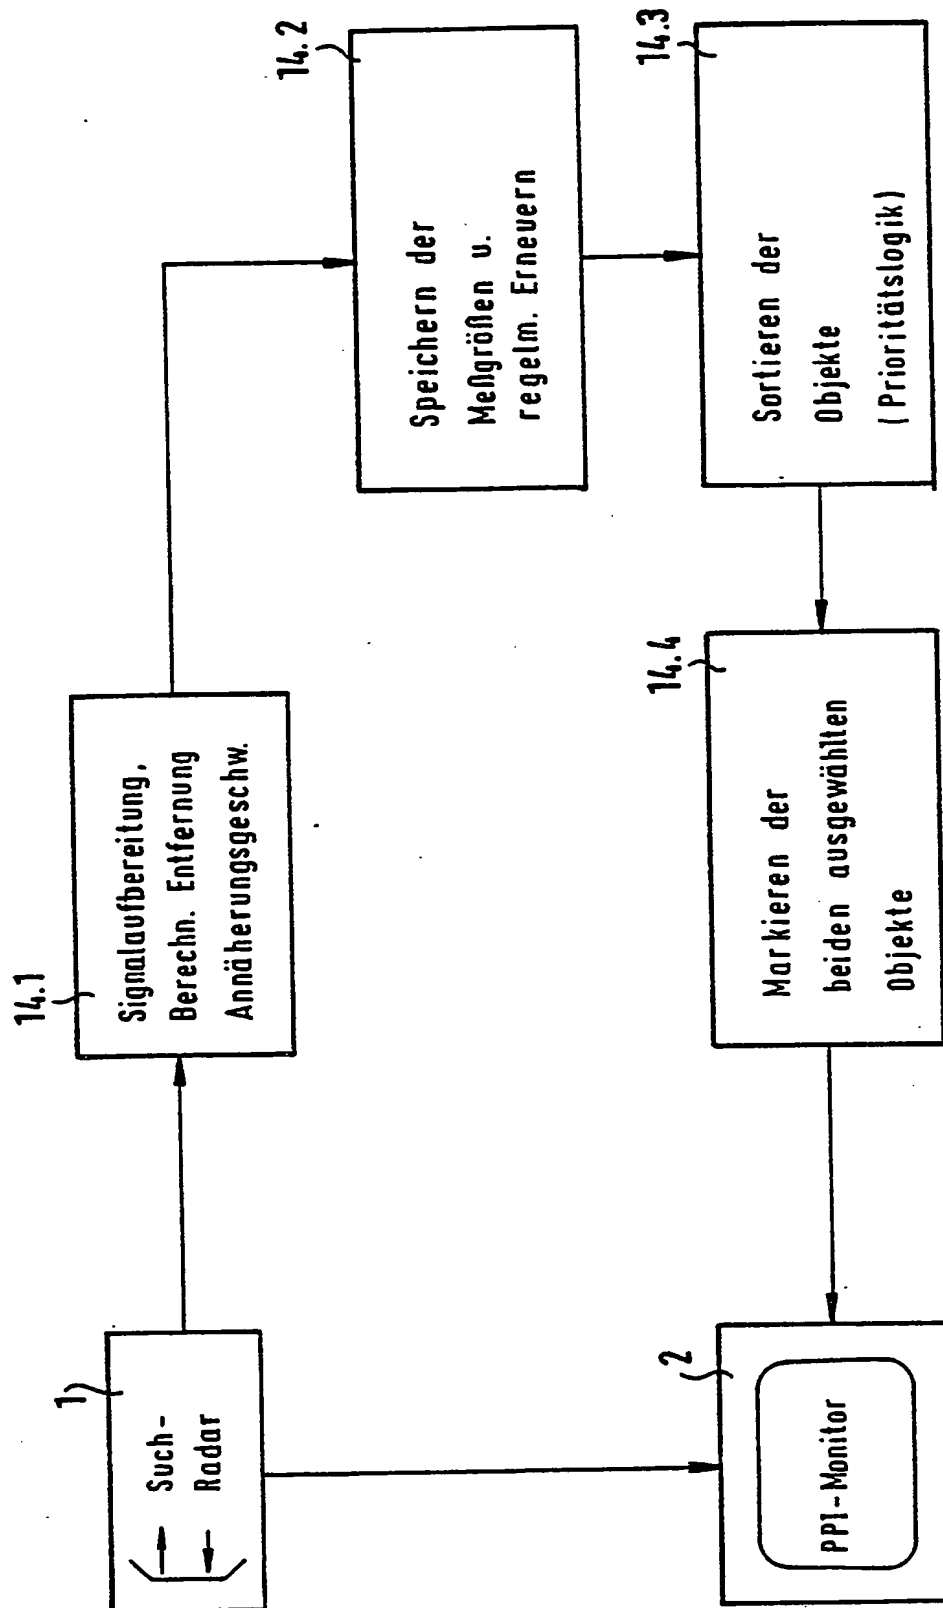 1
Such-
Radar
14.1
Signalaufbereitung,
Berechn. Entfernung
Annäherungsgeschw.
14.2
Speichern der
Meßgrößen u.
regelm. Erneuern
14.3
Sortieren der
Objekte
(Prioritätslogik)
14.4
Markieren der
beiden ausgewählten
Objekte
2
PPI-Monitor